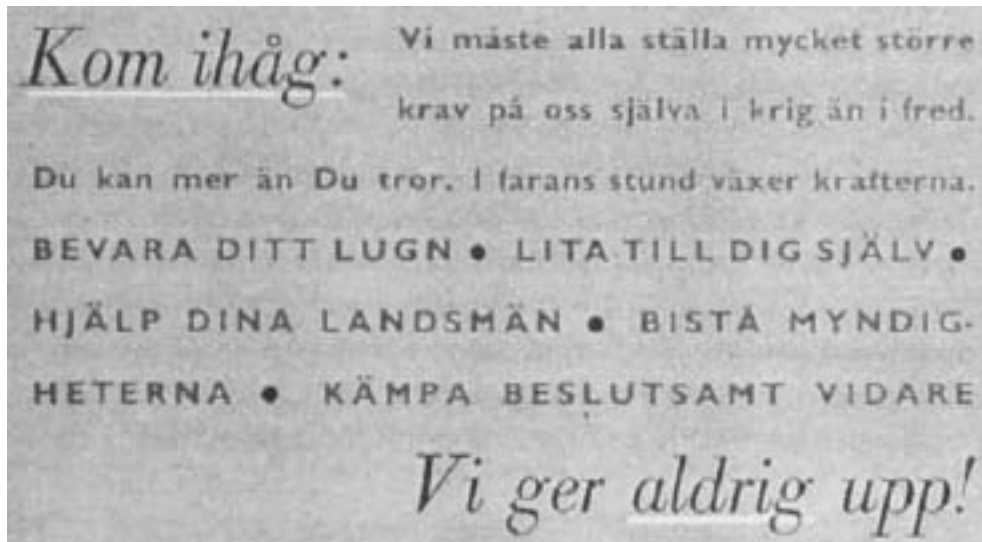 Kom ihåg: Vi måste alla ställa mycket större
krav på oss själva i krig än i fred.
Du kan mer än Du tror. I farans stund växer krafterna.
BEVARA DITT LUGN ● LITA TILL DIG SJÄLV ●
HJÄLP DINA LANDSMÄN ● BISTÅ MYNDIG-
HETERNA ● KÄMPA BESLUTSAMT VIDARE
Vi ger aldrig upp!